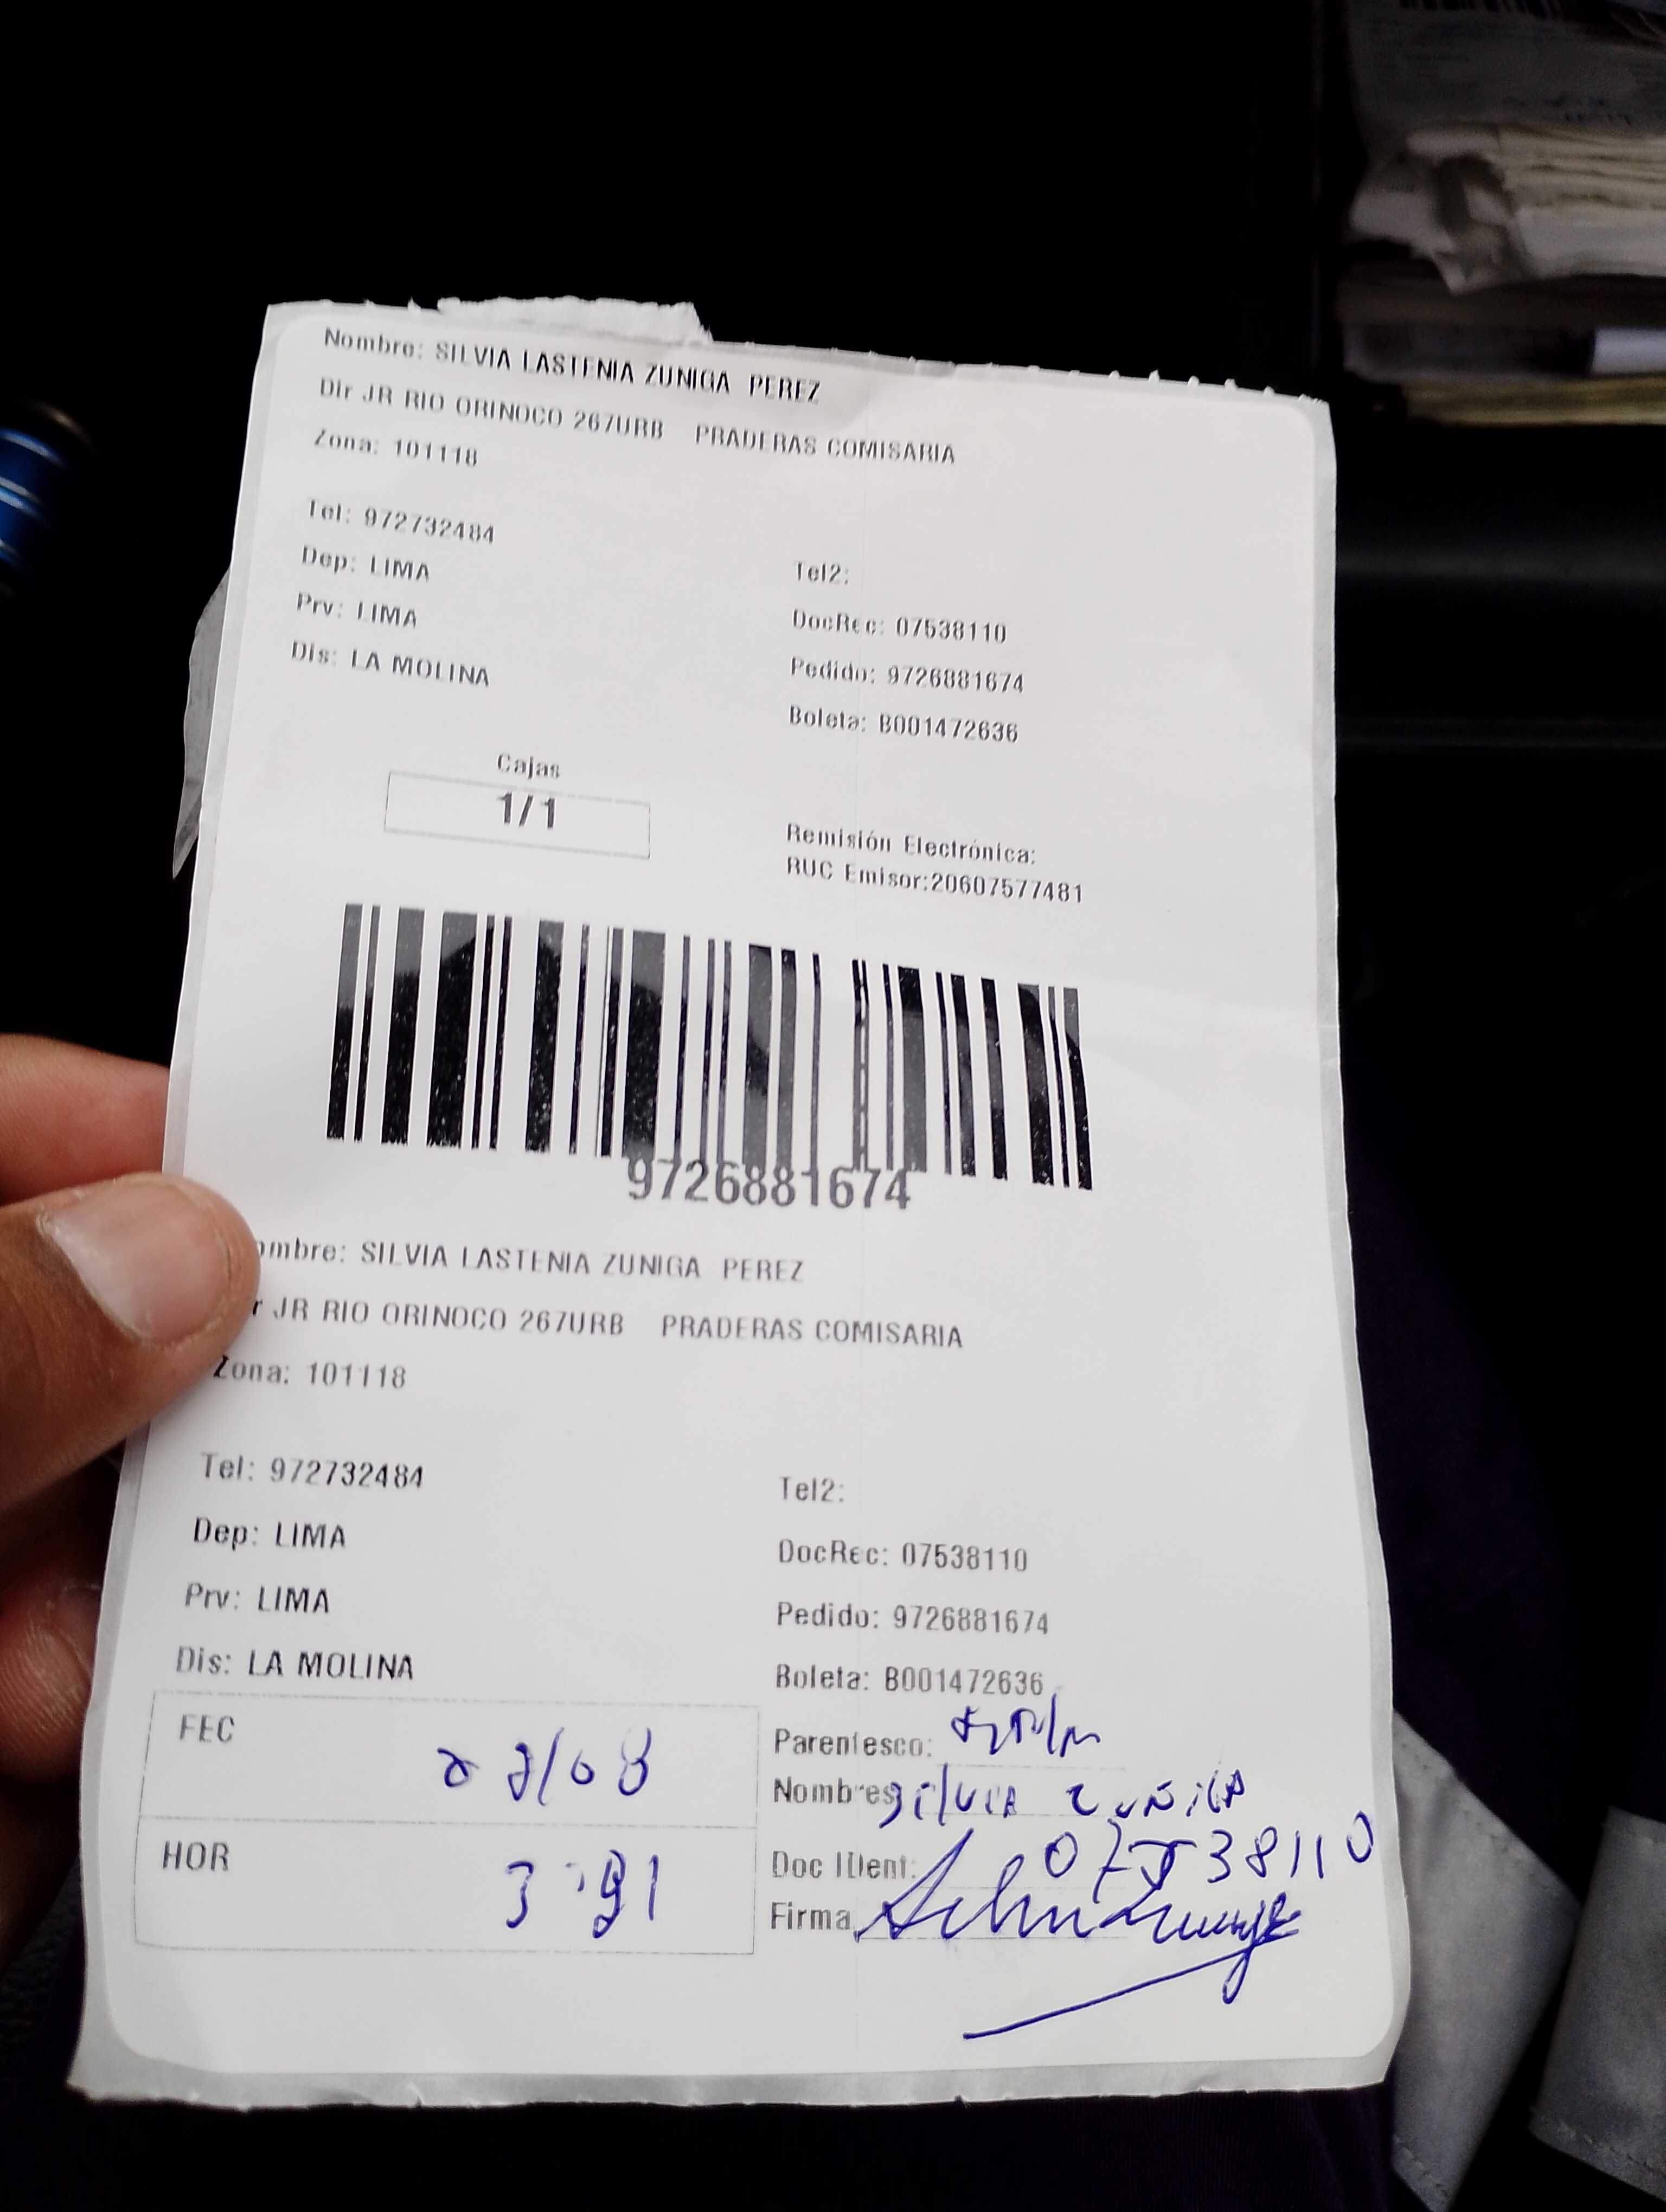 Nombre: SILVIA LASTENIA ZUNIGA PEREZ
Dir JR RIO ORINOCO 267URB PRADERAS COMISARIA
Zona: 101118
Tel: 972732484
Tel2:
Dep: LIMA
DocRec: 07538110
Prv: LIMA
Pedido: 9726881674
Dis: LA MOLINA
Boleta: B001472636
Cajas
1/1
Remisión Electrónica:
RUC Emisor:20607577481
9726881674
ombre: SILVIA LASTENIA ZUNIGA PEREZ
r JR RIO ORINOCO 267URB PRADERAS COMISARIA
Zona: 101118
Tel: 972732484
Tel2:
Dep: LIMA
DocRec: 07538110
Prv: LIMA
Pedido: 9726881674
Dis: LA MOLINA
Boleta: B001472636
FEC
Parentesco:
Nombres silvia zuñiga
HOR
Doc IDent: 07538110
Firma